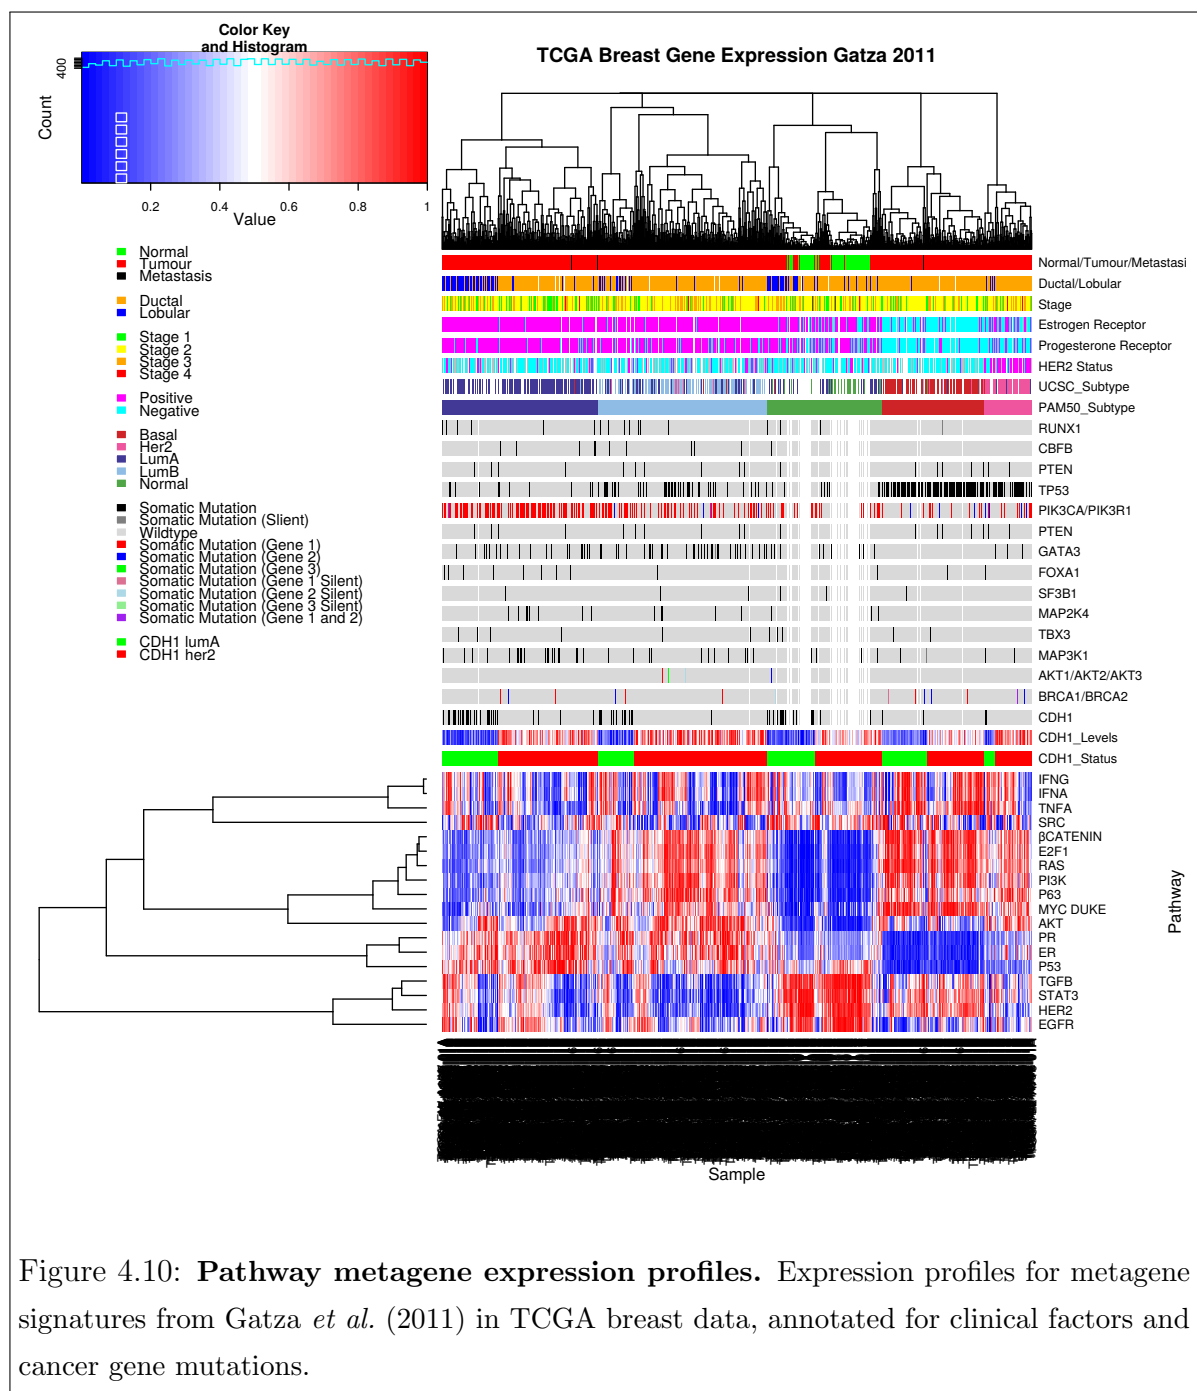 Color Key
and Histogram
TCGA Breast Gene Expression Gatza 2011
400
Count
0.2 0.4 0.6 0.8 1
Value
Normal
Tumour
Metastasis
Ductal
Lobular
Stage 1
Stage 2
Stage 3
Stage 4
Positive
Negative
Basal
Her2
LumA
LumB
Normal
Somatic Mutation
Somatic Mutation (Slient)
Wildtype
Somatic Mutation (Gene 1)
Somatic Mutation (Gene 2)
Somatic Mutation (Gene 3)
Somatic Mutation (Gene 1 Silent)
Somatic Mutation (Gene 2 Silent)
Somatic Mutation (Gene 3 Silent)
Somatic Mutation (Gene 1 and 2)
CDH1 lumA
CDH1 her2
Normal/Tumour/Metastasi
Ductal/Lobular
Stage
Estrogen Receptor
Progesterone Receptor
HER2 Status
UCSC_Subtype
PAM50_Subtype
RUNX1
CBFB
PTEN
TP53
PIK3CA/PIK3R1
PTEN
GATA3
FOXA1
SF3B1
MAP2K4
TBX3
MAP3K1
AKT1/AKT2/AKT3
BRCA1/BRCA2
CDH1
CDH1_Levels
CDH1_Status
IFNG
IFNA
TNFA
SRC
βCATENIN
E2F1
RAS
PI3K
P63
MYC DUKE
AKT
PR
ER
P53
TGFB
STAT3
HER2
EGFR
Pathway
Sample
Figure 4.10: Pathway metagene expression profiles. Expression profiles for metagene
signatures from Gatza et al. (2011) in TCGA breast data, annotated for clinical factors and
cancer gene mutations.